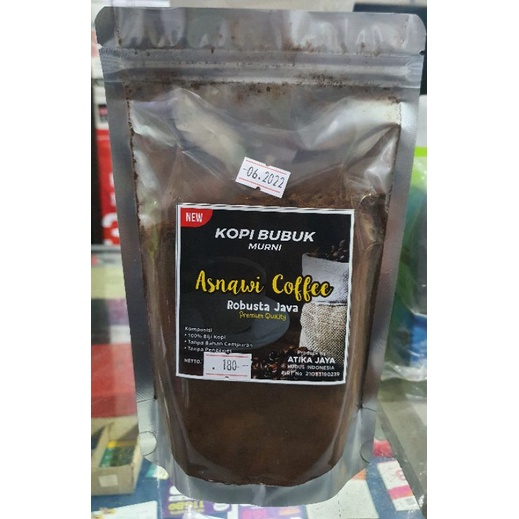 -06.2022
NEW
KOPI BUBUK
MURNI
Asnawi Coffee
Robusta Java
Premium Quality
Komposisi
• 100% Biji Kopi
• Tanpa Bahan Campuran
• Tanpa
NETTO
.180-
ATIKA JAYA
KUDUS INDONESIA